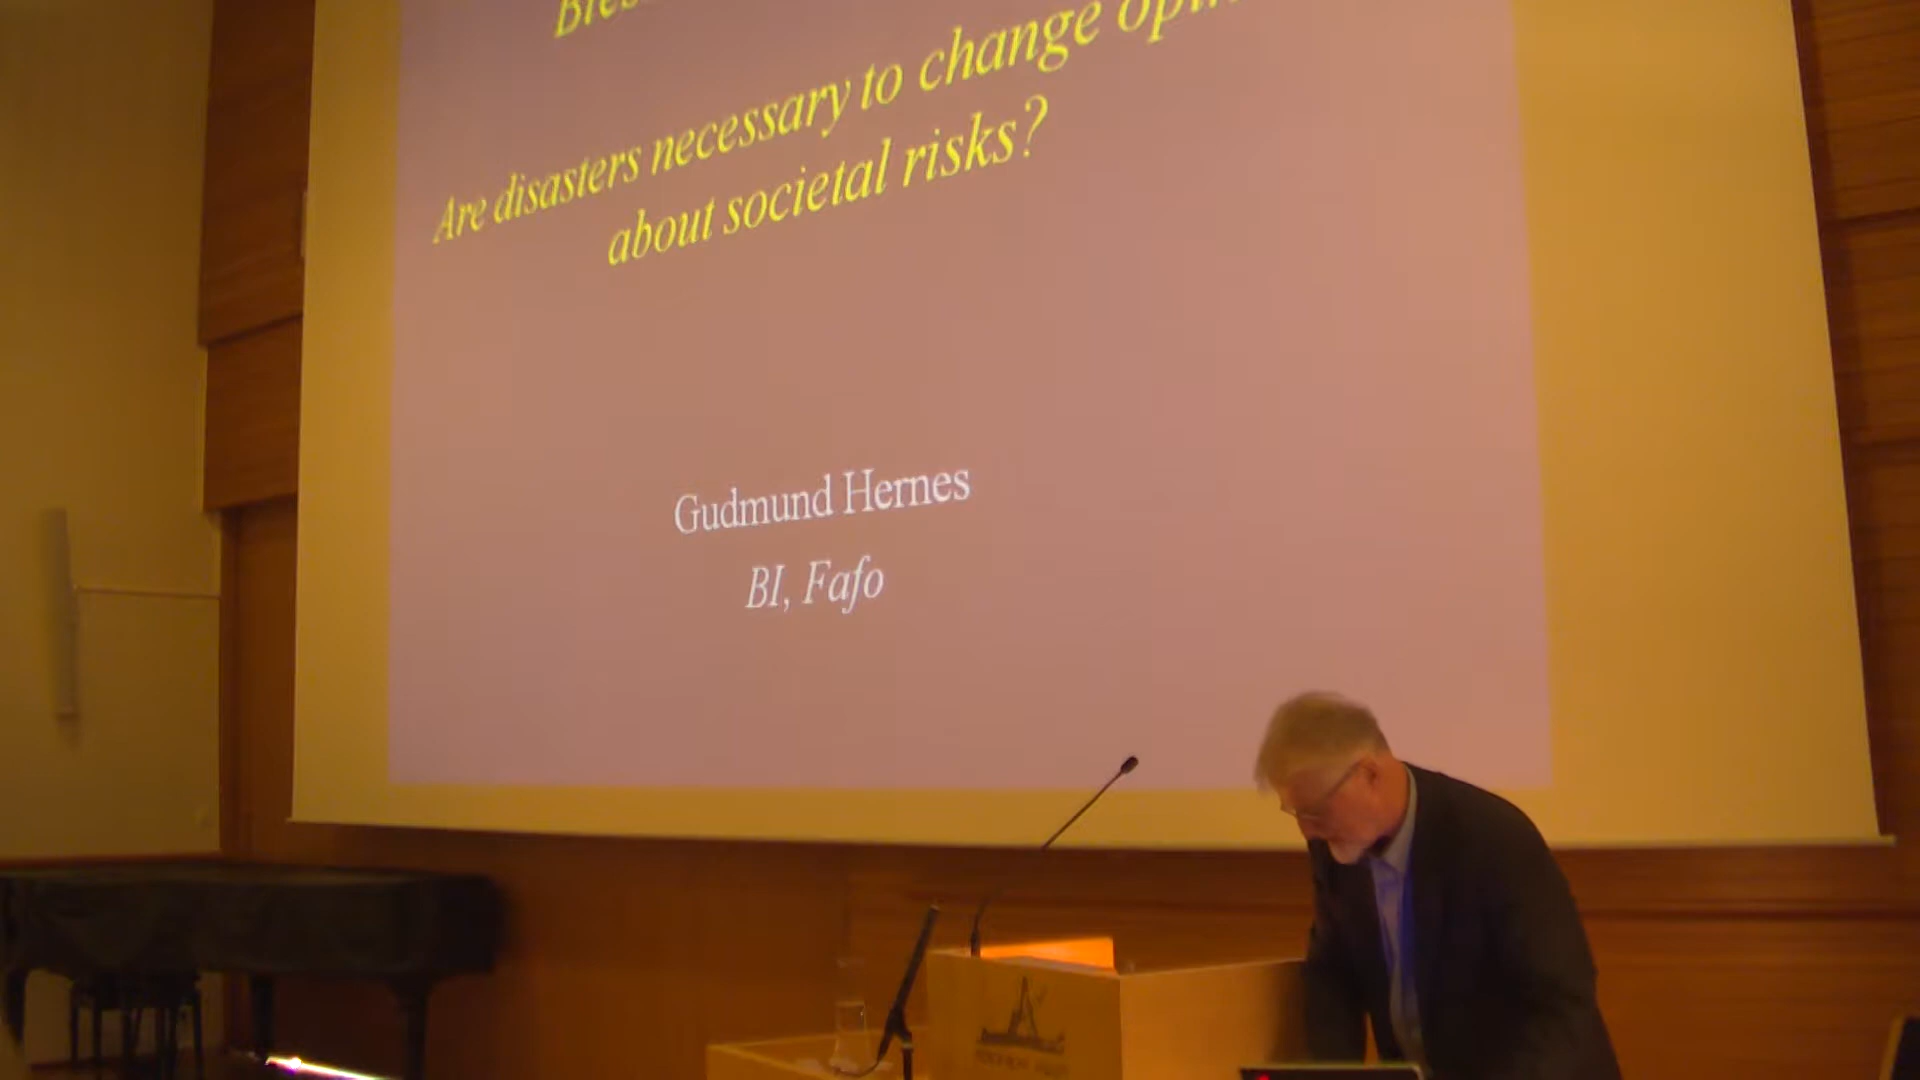 Are disasters necessary to change
about societal risks?
Gudmund Hernes
BI, Fafo